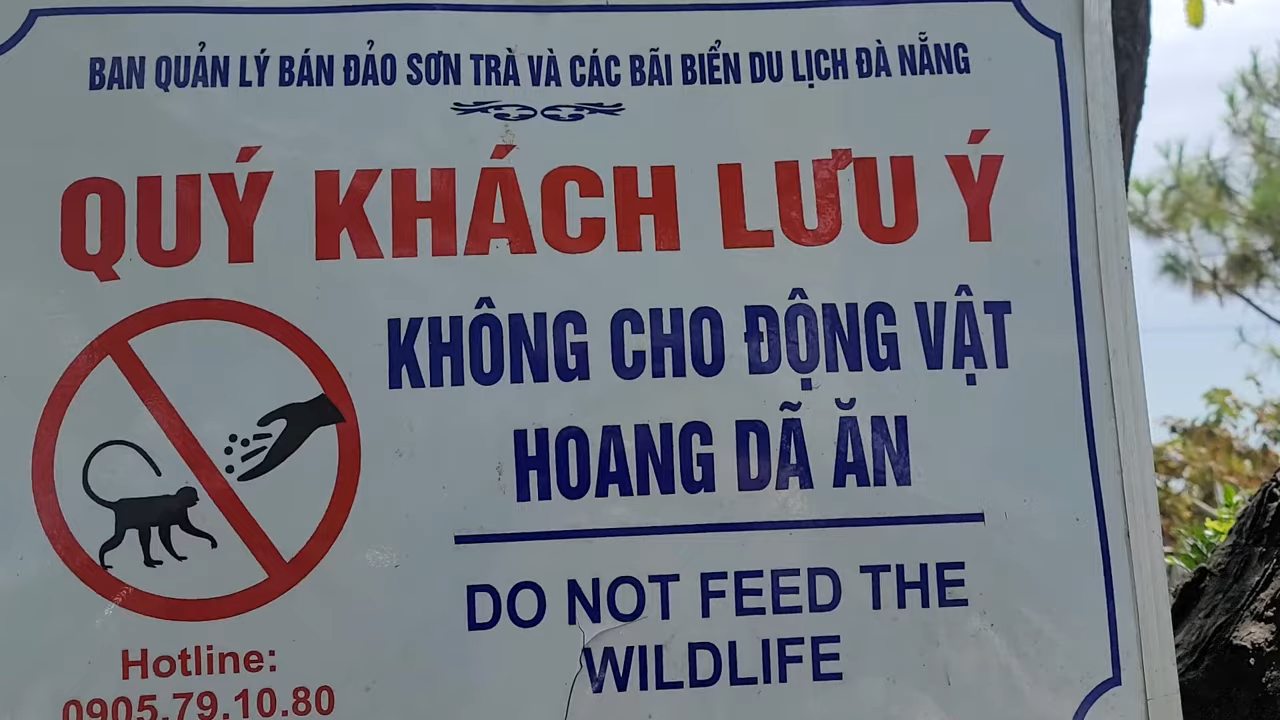 BAN QUẢN LÝ BÁN ĐẢO SƠN TRÀ VÀ CÁC BÃI BIỂN DU LỊCH ĐÀ NẴNG
QUÝ KHÁCH LƯU Ý
KHÔNG CHO ĐỘNG VẬT
HOANG DÃ ĂN
DO NOT FEED THE
WILDLIFE
Hotline:
0905.79.10.80